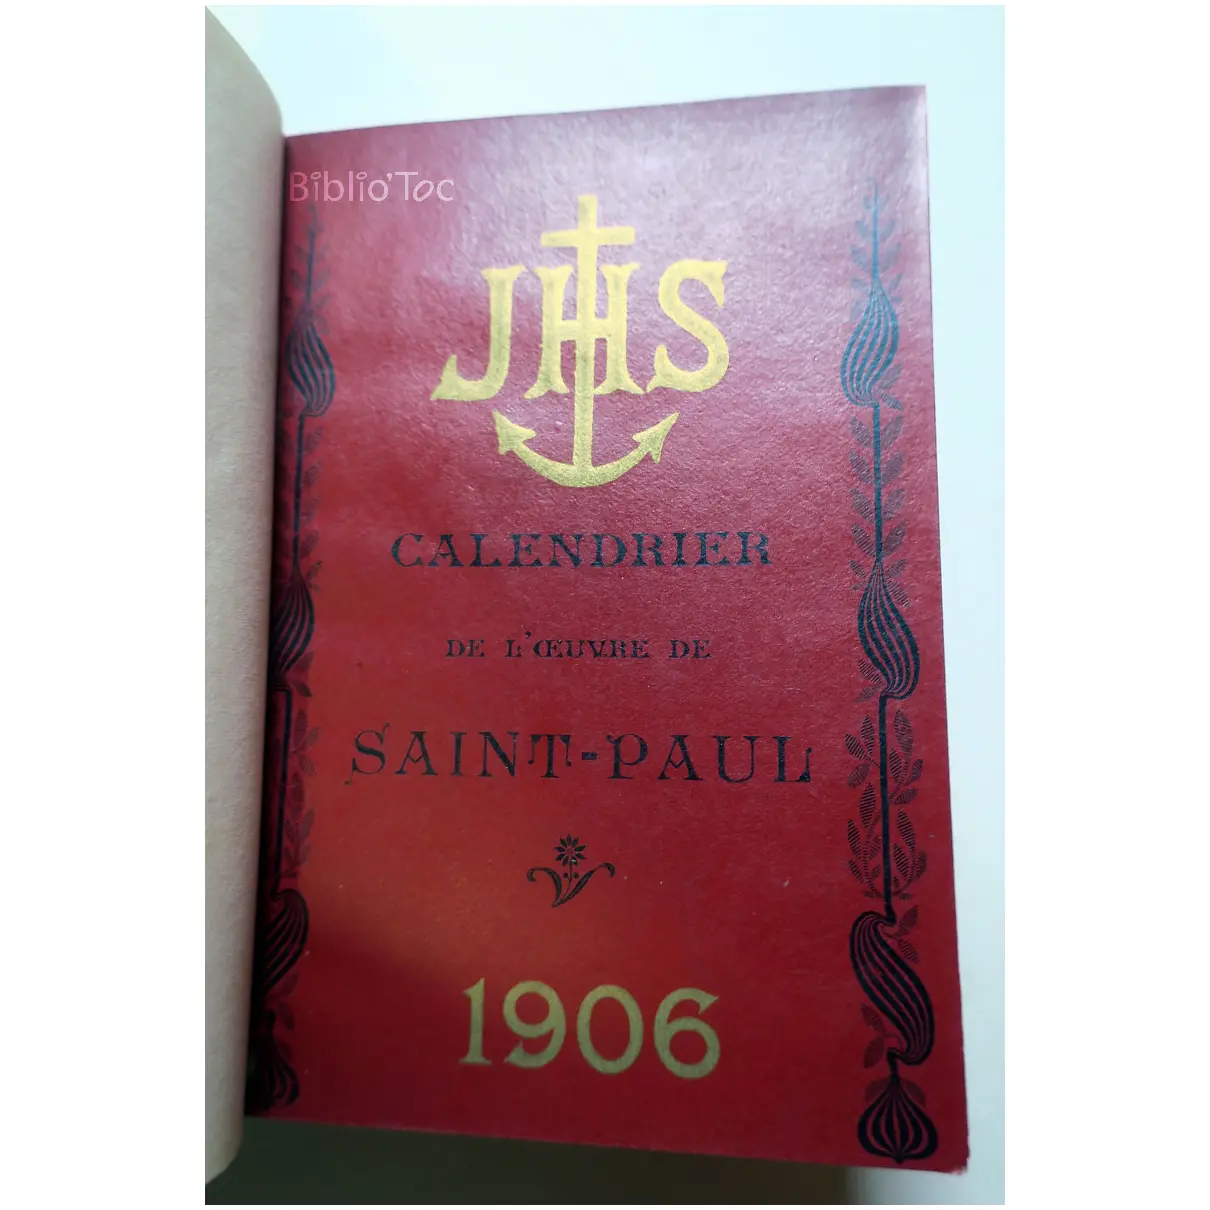 Biblio'Toc
JHS
CALENDRIER
DE L'ŒUVRE DE
SAINT-PAUL
1906